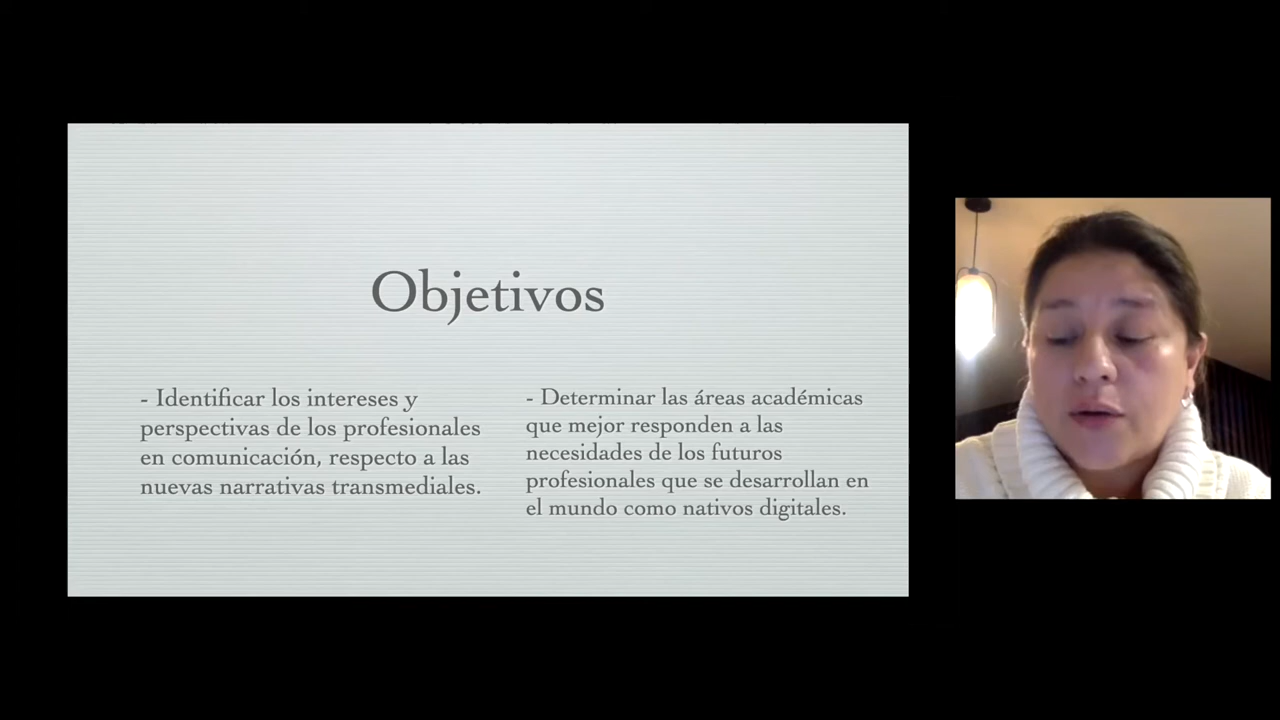 Objetivos
- Identificar los intereses y
perspectivas de los profesionales
en comunicación, respecto a las
nuevas narrativas transmediales.
- Determinar las áreas académicas
que mejor responden a las
necesidades de los futuros
profesionales que se desarrollan en
el mundo como nativos digitales.